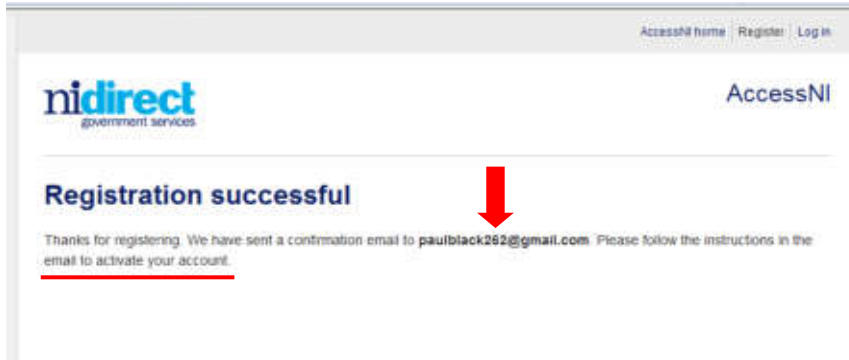 AccessNI home Register Log in
nidirect
government services
AccessNI
Registration successful
Thanks for registering. We have sent a confirmation email to paulblack262@gmail.com. Please follow the instructions in the
email to activate your account.